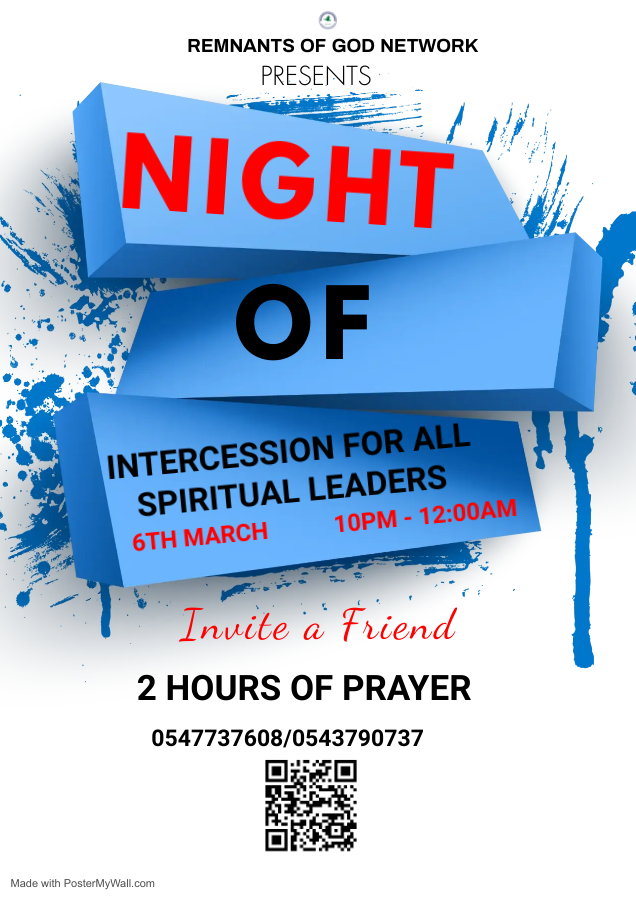 REMNANTS OF GOD NETWORK
PRESENTS
NIGHT
OF
INTERCESSION FOR ALL
SPIRITUAL LEADERS
6TH MARCH 10PM - 12:00AM
Invite a Friend
2 HOURS OF PRAYER
0547737608/0543790737
Made with PosterMyWall.com